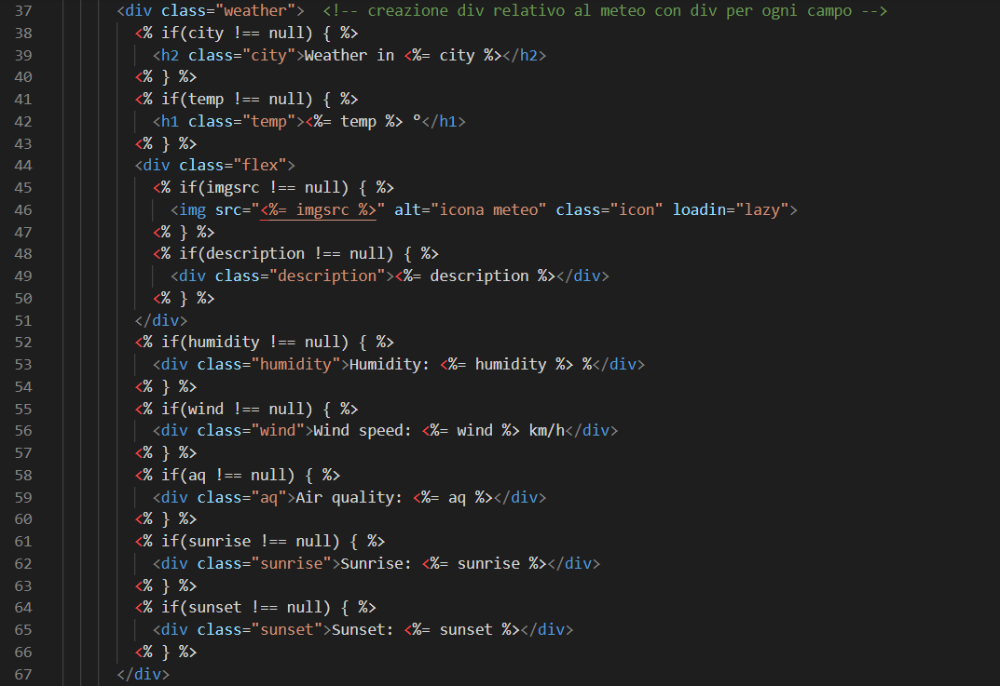 37 <div class="weather"> <!-- creazione div relativo al meteo con div per ogni campo -->
38 <% if(city !== null) { %>
39 <h2 class="city">Weather in <%= city %></h2>
40 <% } %>
41 <% if(temp !== null) { %>
42 <h1 class="temp"><%= temp %> °</h1>
43 <% } %>
44 <div class="flex">
45 <% if(imgsrc !== null) { %>
46 <img src="<%= imgsrc %>" alt="icona meteo" class="icon" loadin="lazy">
47 <% } %>
48 <% if(description !== null) { %>
49 <div class="description"><%= description %></div>
50 <% } %>
51 </div>
52 <% if(humidity !== null) { %>
53 <div class="humidity">Humidity: <%= humidity %> %</div>
54 <% } %>
55 <% if(wind !== null) { %>
56 <div class="wind">Wind speed: <%= wind %> km/h</div>
57 <% } %>
58 <% if(aq !== null) { %>
59 <div class="aq">Air quality: <%= aq %></div>
60 <% } %>
61 <% if(sunrise !== null) { %>
62 <div class="sunrise">Sunrise: <%= sunrise %></div>
63 <% } %>
64 <% if(sunset !== null) { %>
65 <div class="sunset">Sunset: <%= sunset %></div>
66 <% } %>
67 </div>